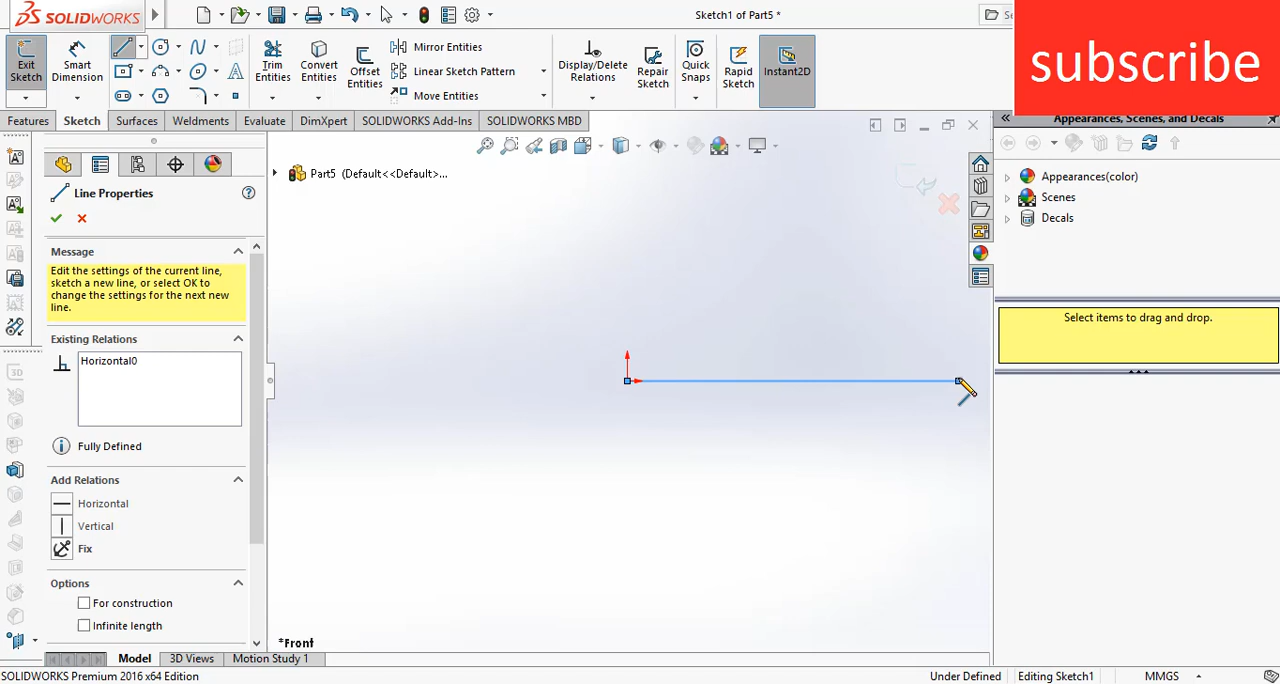 SOLIDWORKS
Sketch1 of Part5 *
Se
subscribe
Exit Sketch
Smart Dimension
Trim Entities
Convert Entities
Offset Entities
Mirror Entities
Linear Sketch Pattern
Move Entities
Display/Delete Relations
Repair Sketch
Quick Snaps
Rapid Sketch
Instant2D
Features
Sketch
Surfaces
Weldments
Evaluate
DimXpert
SOLIDWORKS Add-Ins
SOLIDWORKS MBD
Appearances, Scenes, and Decals
Part5 (Default<<Default>...
Line Properties
Message
Edit the settings of the current line,
sketch a new line, or select OK to
change the settings for the next new
line.
Existing Relations
Horizontal0
Fully Defined
Add Relations
Horizontal
Vertical
Fix
Options
For construction
Infinite length
Appearances(color)
Scenes
Decals
Select items to drag and drop.
*Front
Model
3D Views
Motion Study 1
SOLIDWORKS Premium 2016 x64 Edition
Under Defined
Editing Sketch1
MMGS